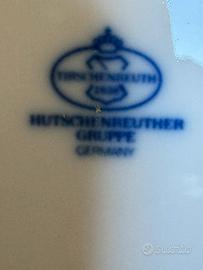 TIRSCHENREUTH
1838
HUTSCHENREUTHER
GRUPPE
GERMANY